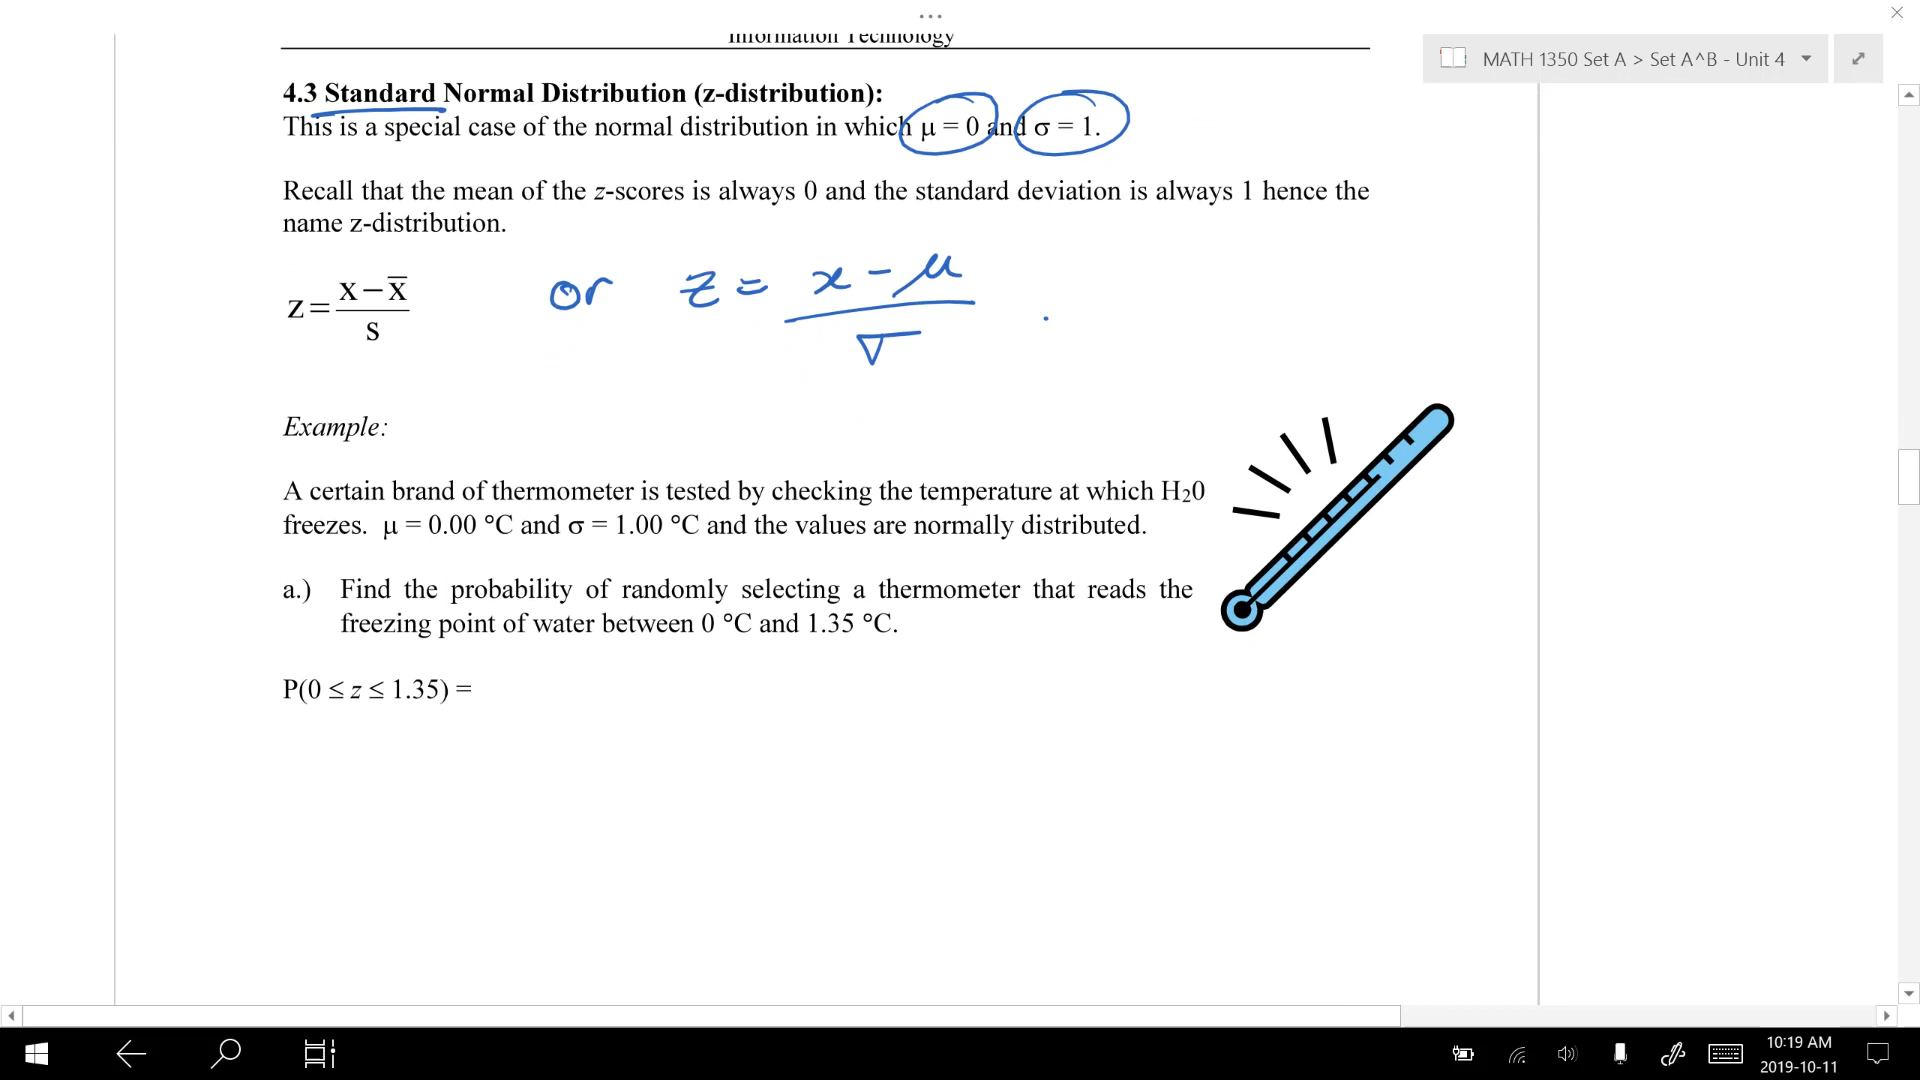 Information Technology
MATH 1350 Set A > Set A^B - Unit 4
4.3 Standard Normal Distribution (z-distribution):
This is a special case of the normal distribution in which μ = 0 and σ = 1.
Recall that the mean of the z-scores is always 0 and the standard deviation is always 1 hence the
name z-distribution.
z = (x − x̄) / s or z = (x − μ) / σ
Example:
A certain brand of thermometer is tested by checking the temperature at which H₂0
freezes. μ = 0.00 °C and σ = 1.00 °C and the values are normally distributed.
a.) Find the probability of randomly selecting a thermometer that reads the
freezing point of water between 0 °C and 1.35 °C.
P(0 ≤ z ≤ 1.35) =
10:19 AM
2019-10-11